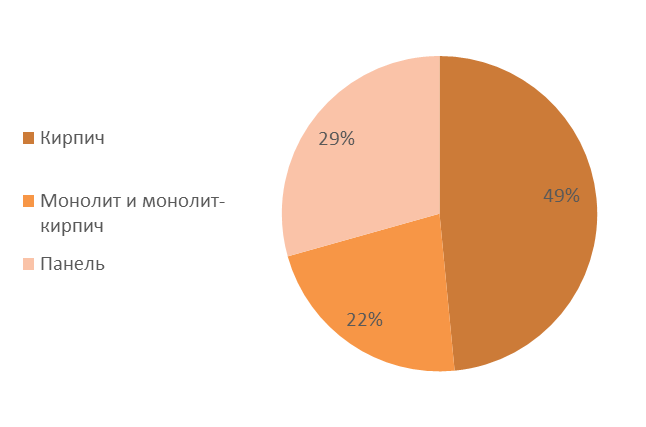 Кирпич
Монолит и монолит-
кирпич
Панель
29%
49%
22%